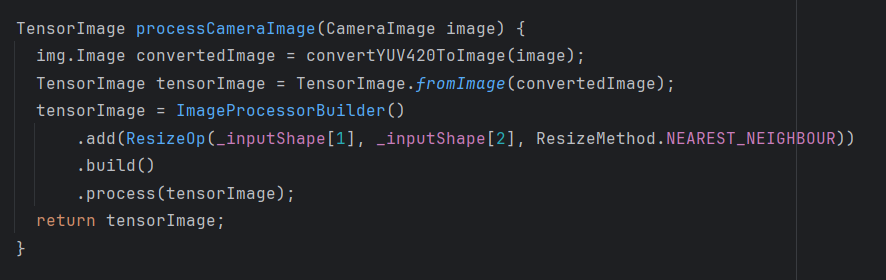 TensorImage processCameraImage(CameraImage image) {
  img.Image convertedImage = convertYUV420ToImage(image);
  TensorImage tensorImage = TensorImage.fromImage(convertedImage);
  tensorImage = ImageProcessorBuilder()
      .add(ResizeOp(_inputShape[1], _inputShape[2], ResizeMethod.NEAREST_NEIGHBOUR))
      .build()
      .process(tensorImage);
  return tensorImage;
}